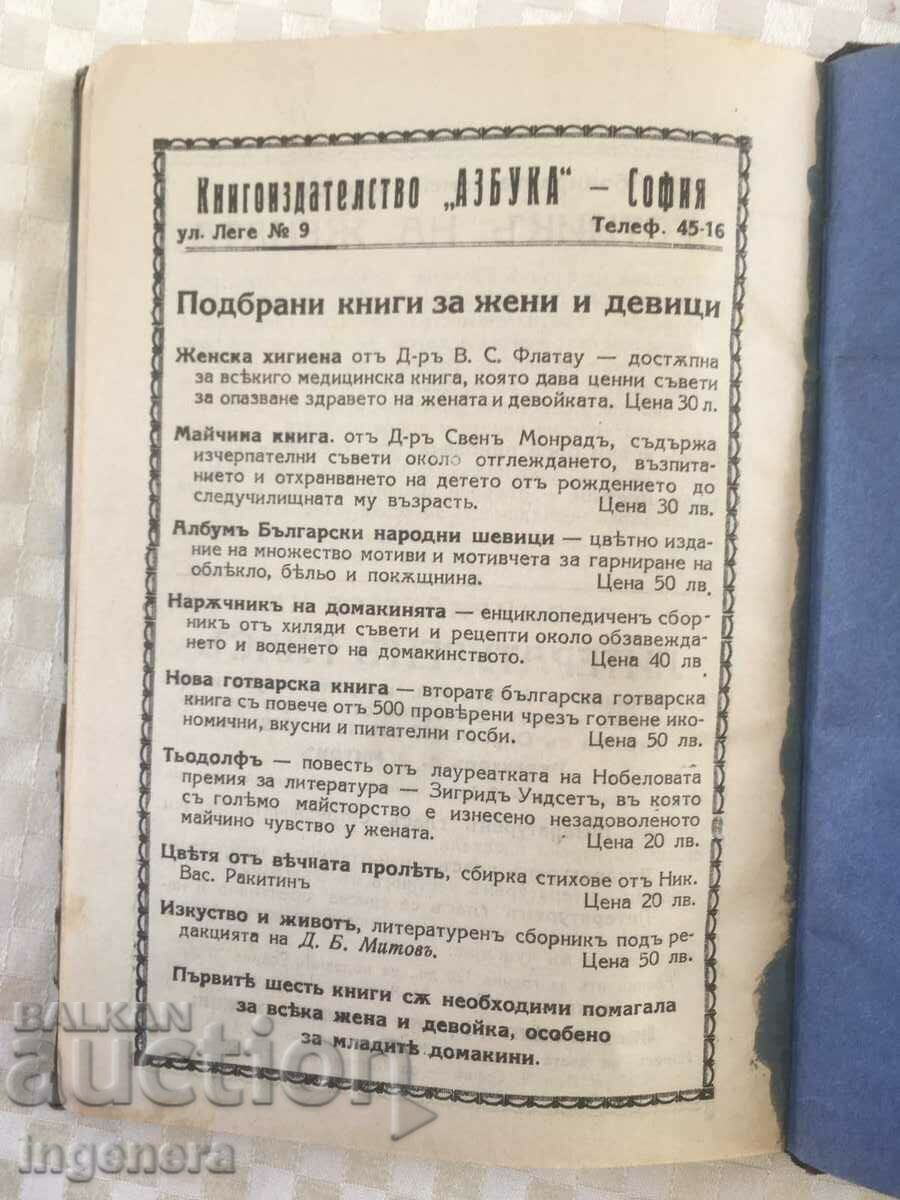 Книгоиздателство „АЗБУКА“ – София
ул. Леге № 9 Телеф. 45-16
Подбрани книги за жени и девици
Женска хигиена отъ Д-ръ В. С. Флатау — достѫпна
за всѣкиго медицинска книга, която дава ценни съвети
за опазване здравето на жената и девойката. Цена 30 л.
Майчина книга. отъ Д-ръ Свенъ Монрадъ, съдържа
изчерпателни съвети около отглеждането, възпита-
нието и отхранването на детето отъ рождението до
следучилищната му възрасть. Цена 30 лв.
Албумъ Български народни шевици — цвѣтно изда-
ние на множество мотиви и мотивчета за гарниране на
облѣкло, бѣльо и покѫщнина. Цена 50 лв.
Нарѫчникъ на домакинята — енциклопедиченъ сбор-
никъ отъ хиляди съвети и рецепти около обзавежда-
нето и воденето на домакинството. Цена 40 лв
Нова готварска книга — втората българска готварска
книга съ повече отъ 500 провѣрени чрезъ готвене ико-
номични, вкусни и питателни госби. Цена 50 лв.
Тьодолфъ — повесть отъ лауреатката на Нобеловата
премия за литература — Зигридъ Ундсетъ, въ която
съ голѣмо майсторство е изнесено незадоволеното
майчино чувство у жената. Цена 20 лв.
Цвѣтя отъ вѣчната пролѣть, сбирка стихове отъ Ник.
Вас. Ракитинъ Цена 20 лв.
Изкуство и животъ, литературенъ сборникъ подъ ре-
дакцията на Д. Б. Митовъ. Цена 50 лв.
Първитѣ шесть книги сѫ необходими помагала
за всѣка жена и девойка, особено
за младитѣ домакини.
BALKAN
auction
ingenera